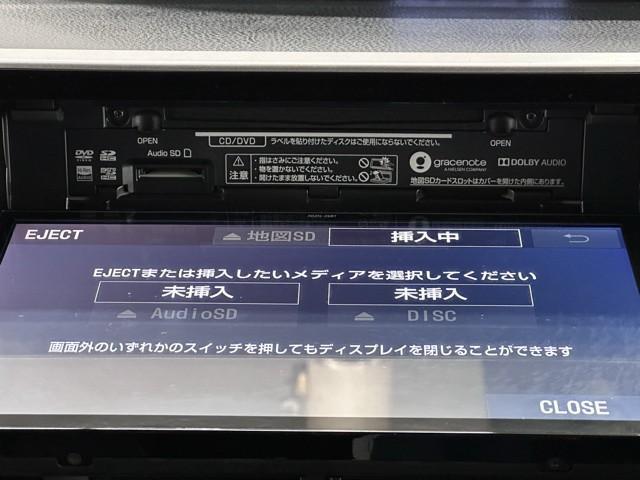 OPEN
CD/DVD ラベルを貼り付けたディスクはご使用にならないでください。
OPEN
DVD VIDEO
Audio SD
注意
・指はさみにご注意ください。
・物を置かないでください。
・開けたまま放置しないでください。
gracenote
A NIELSEN COMPANY
DOLBY AUDIO
地図SDカードスロットはカバーを開けた内側にあります。
EJECT
地図SD
挿入中
EJECTまたは挿入したいメディアを選択してください
未挿入
未挿入
AudioSD
DISC
画面外のいずれかのスイッチを押してもディスプレイを閉じることができます
CLOSE